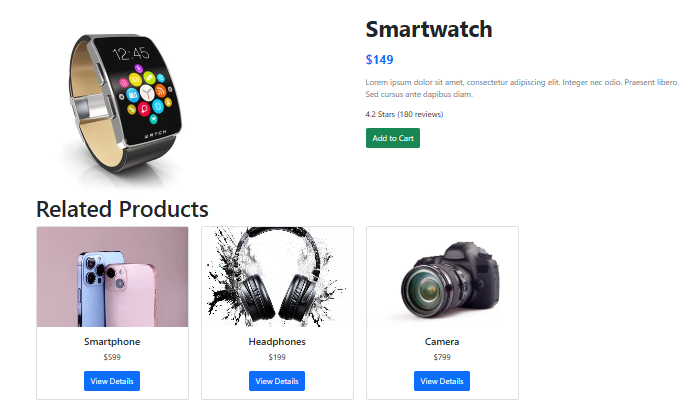 12:45
WATCH
Smartwatch
$149
Lorem ipsum dolor sit amet, consectetur adipiscing elit. Integer nec odio. Praesent libero.
Sed cursus ante dapibus diam.
4.2 Stars (180 reviews)
Add to Cart
Related Products
Smartphone
$599
View Details
Headphones
$199
View Details
Camera
$799
View Details